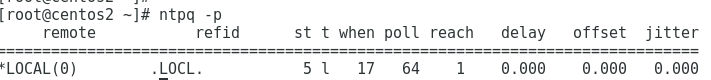 [root@centos2 ~]# ntpq -p
     remote           refid      st t when poll reach   delay   offset  jitter
==============================================================================
*LOCAL(0)        .LOCL.           5 l   17   64    1    0.000    0.000   0.000